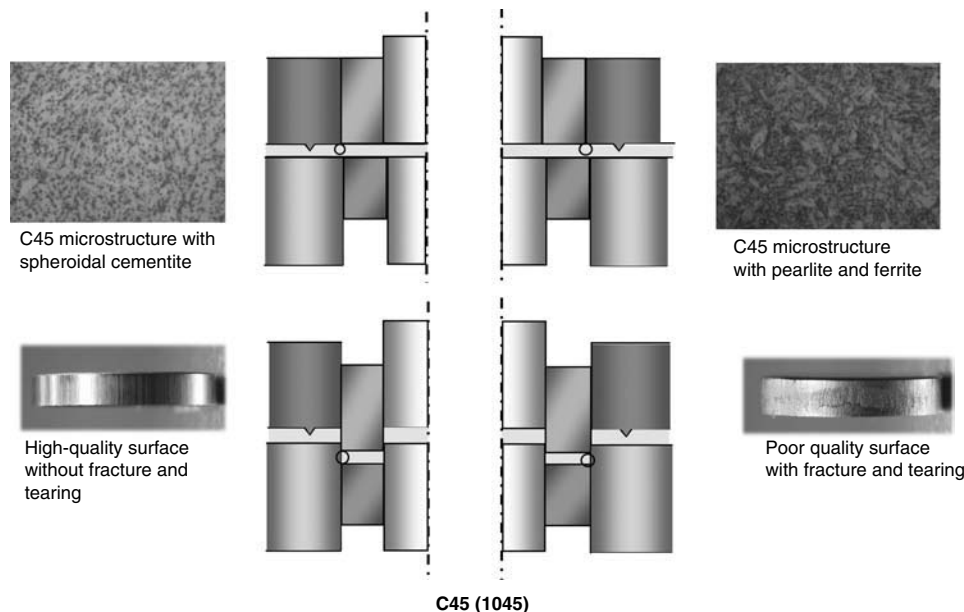 C45 microstructure with
spheroidal cementite
C45 microstructure
with pearlite and ferrite
High-quality surface
without fracture and
tearing
Poor quality surface
with fracture and tearing
C45 (1045)